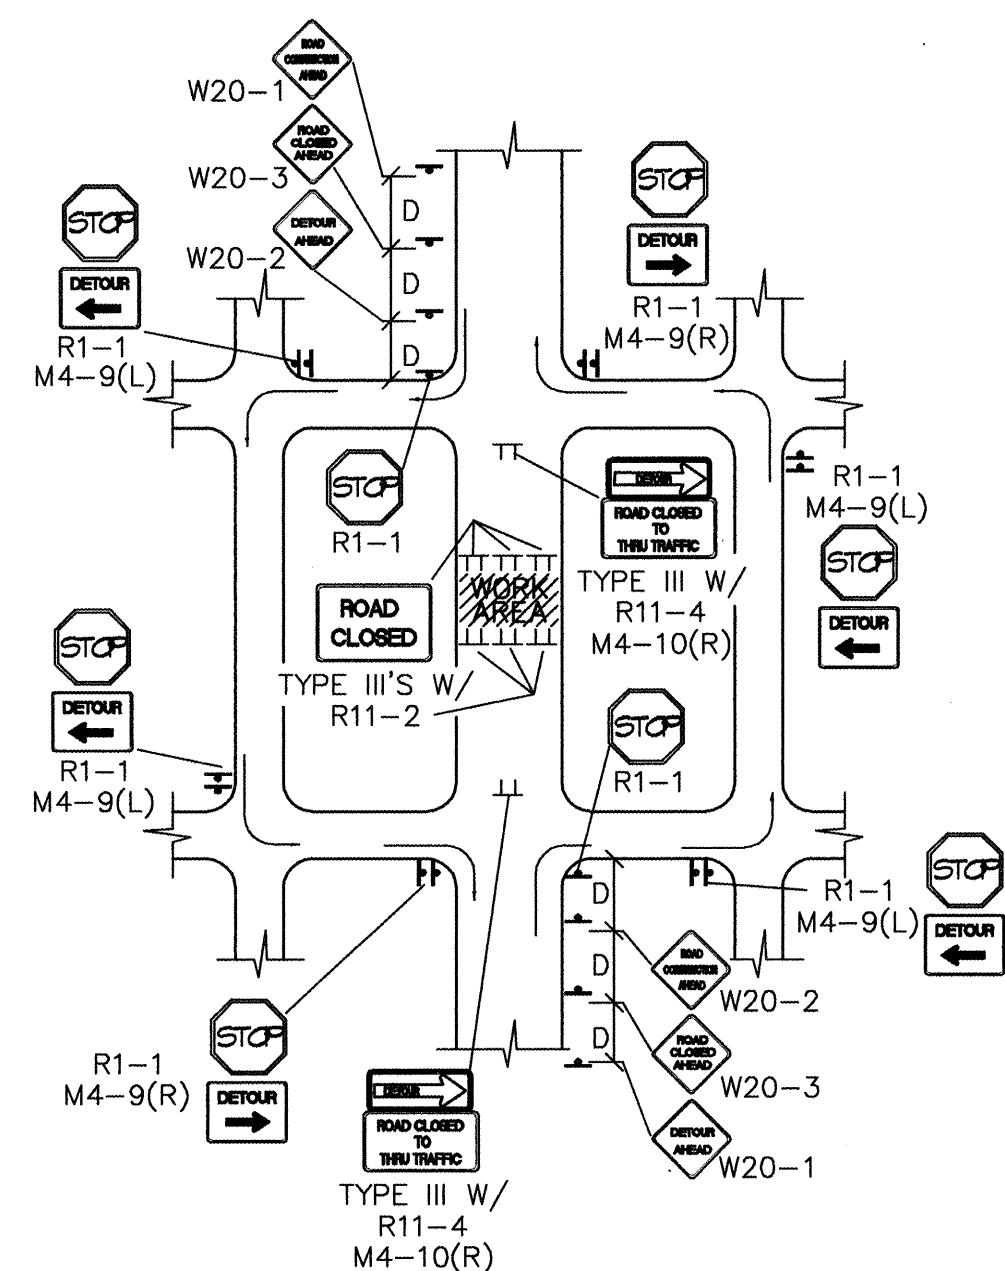 ROAD
CONSTRUCTION
AHEAD
W20-1
ROAD
CLOSED
AHEAD
W20-3
DETOUR
AHEAD
W20-2
D
D
D
STOP
DETOUR
R1-1
M4-9(L)
STOP
DETOUR
R1-1
M4-9(R)
STOP
R1-1
DETOUR
ROAD CLOSED
TO
THRU TRAFFIC
TYPE III W/
R11-4
M4-10(R)
R1-1
M4-9(L)
STOP
DETOUR
WORK
AREA
ROAD
CLOSED
TYPE III'S W/
R11-2
STOP
DETOUR
R1-1
M4-9(L)
STOP
R1-1
STOP
DETOUR
R1-1
M4-9(L)
D
D
D
ROAD
CONSTRUCTION
AHEAD
W20-2
ROAD
CLOSED
AHEAD
W20-3
DETOUR
AHEAD
W20-1
STOP
DETOUR
R1-1
M4-9(R)
DETOUR
ROAD CLOSED
TO
THRU TRAFFIC
TYPE III W/
R11-4
M4-10(R)